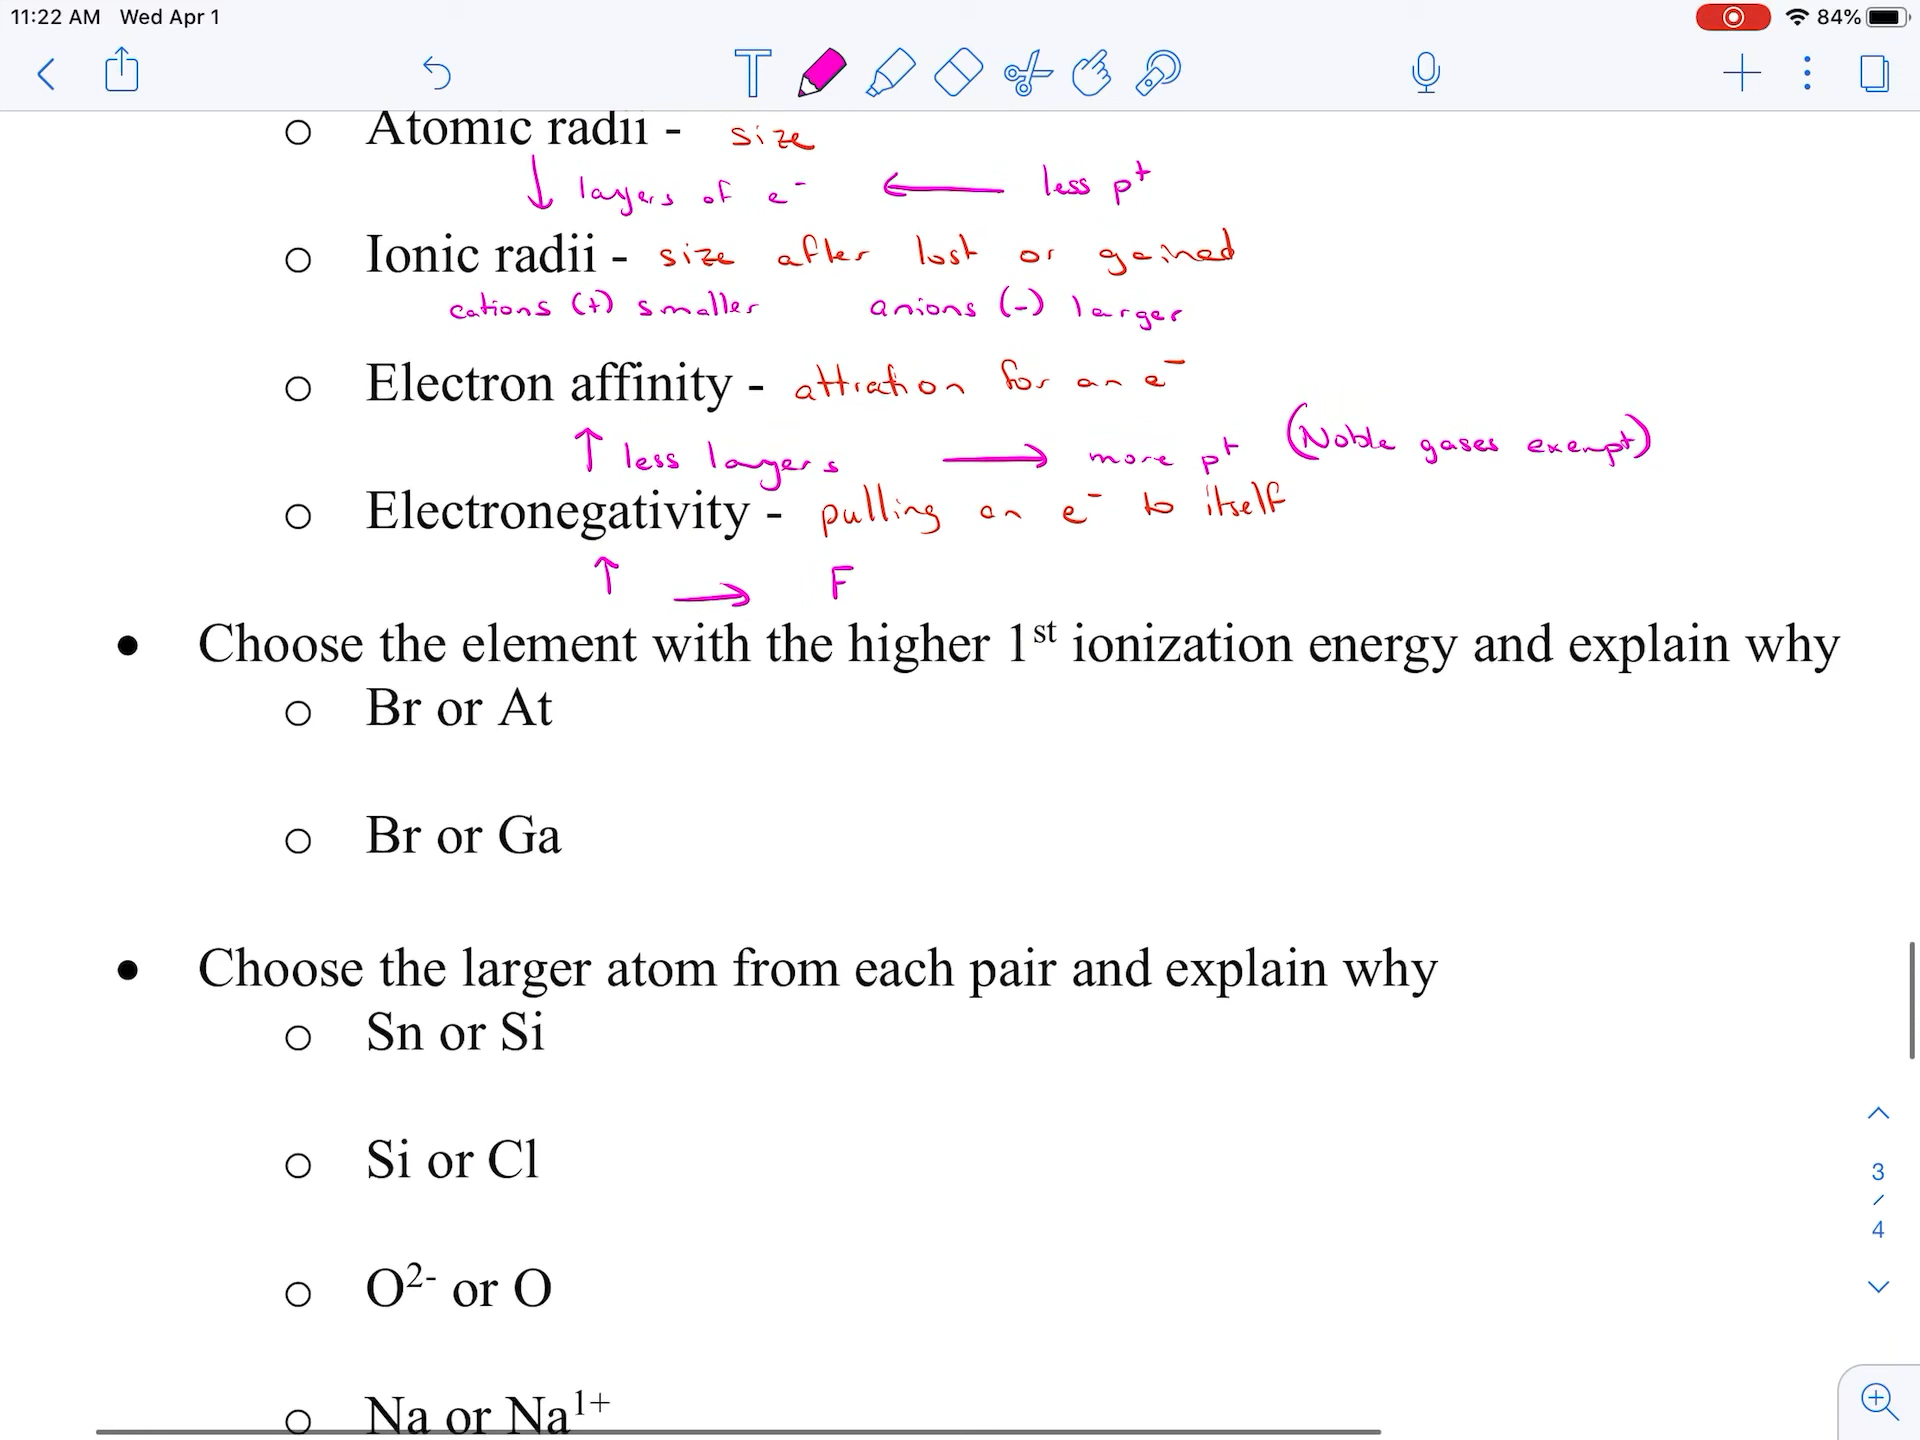 11:22 AM Wed Apr 1 84%
T
○ Atomic radii - size
↓ layers of e⁻ ← less p⁺
○ Ionic radii - size after lost or gained
cations (+) smaller anions (-) larger
○ Electron affinity - attration for an e⁻
↑ less layers → more p⁺ (Noble gases exempt)
○ Electronegativity - pulling an e⁻ to itself
↑ → F
• Choose the element with the higher 1st ionization energy and explain why
○ Br or At
○ Br or Ga
• Choose the larger atom from each pair and explain why
○ Sn or Si
○ Si or Cl
○ O²⁻ or O
○ Na or Na¹⁺
3
/
4